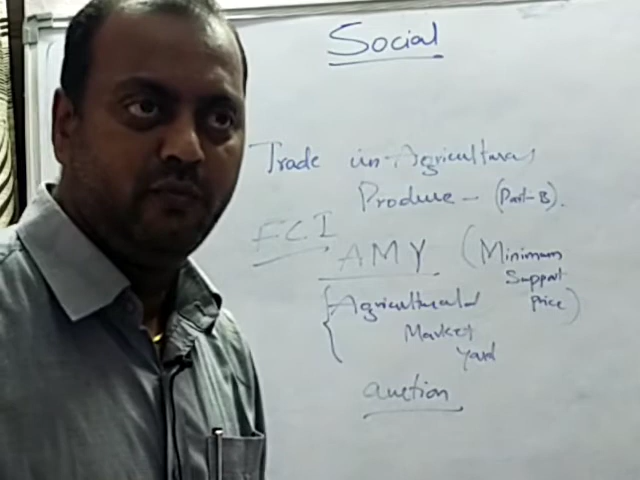 Social
Trade in Agricultural
Produce - (Part-B).
FCI
AMY (Minimum
Support
Price)
{Agricultural
Market
Yard
auction